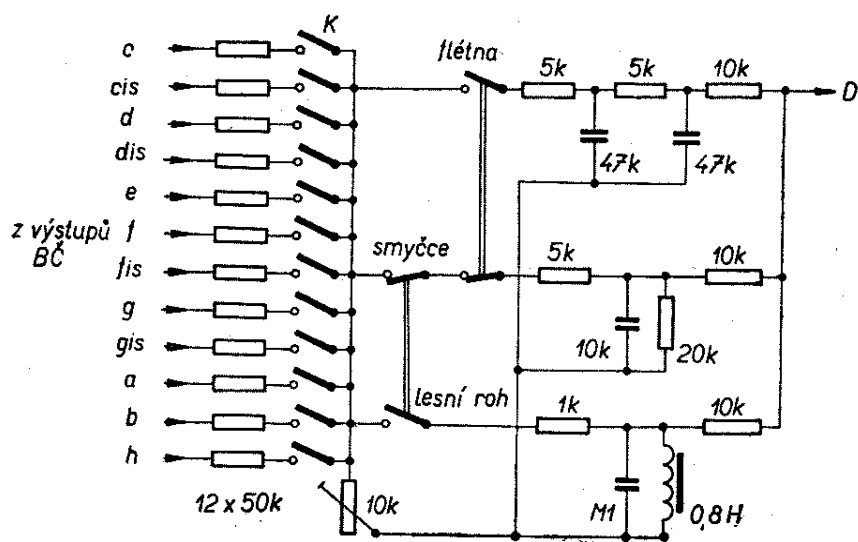 c
K
cis
d
dis
e
z výstupů
BČ
f
fis
g
gis
a
b
h
12 x 50k
10k
flétna
5k
5k
10k
D
47k
47k
smyčce
5k
10k
10k
20k
lesní roh
1k
10k
M1
0,8H